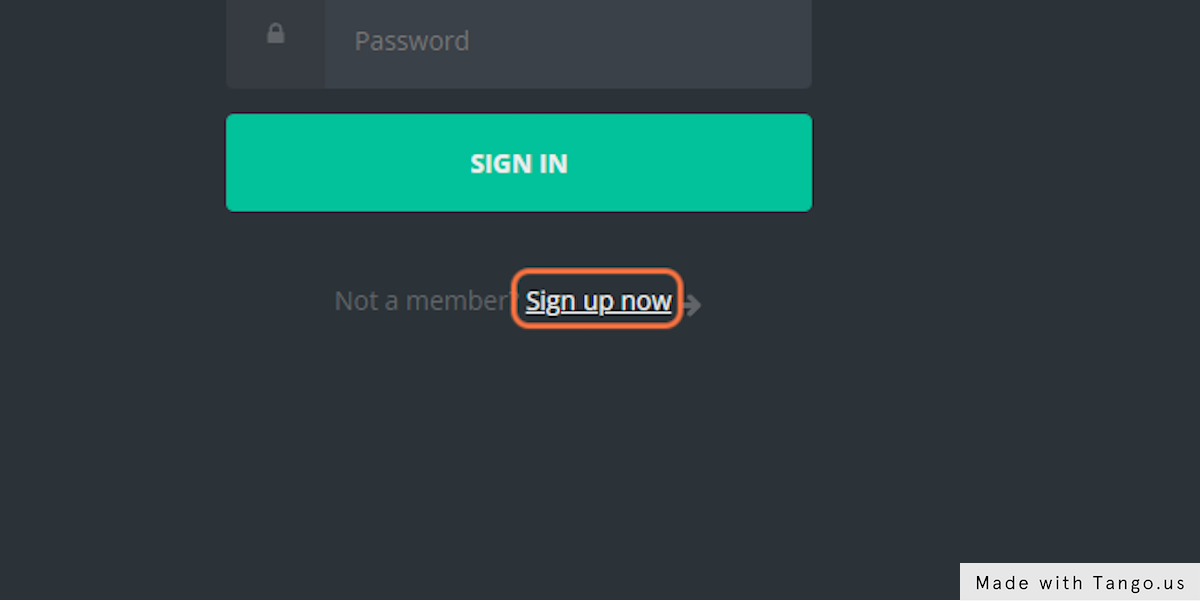 Password
SIGN IN
Not a member? Sign up now
Made with Tango.us